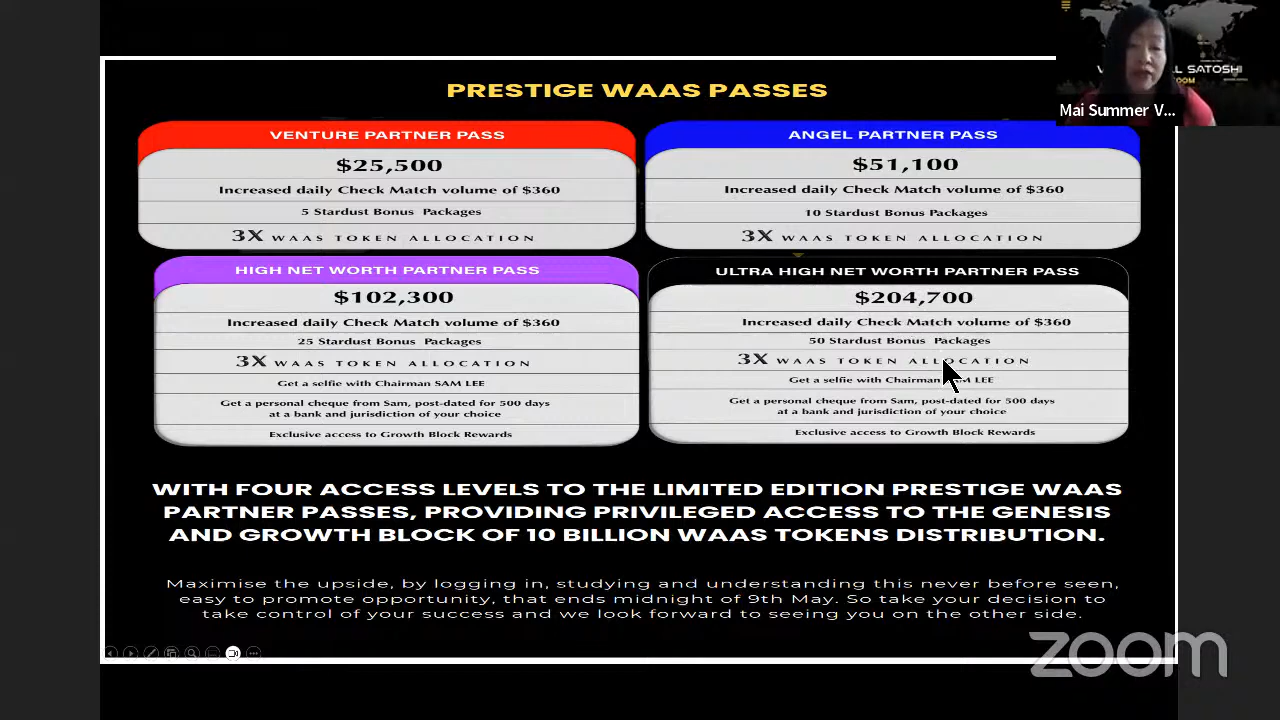 PRESTIGE WAAS PASSES
VENTURE PARTNER PASS
$25,500
Increased daily Check Match volume of $360
5 Stardust Bonus Packages
3X WAAS TOKEN ALLOCATION
ANGEL PARTNER PASS
$51,100
Increased daily Check Match volume of $360
10 Stardust Bonus Packages
3X WAAS TOKEN ALLOCATION
HIGH NET WORTH PARTNER PASS
$102,300
Increased daily Check Match volume of $360
25 Stardust Bonus Packages
3X WAAS TOKEN ALLOCATION
Get a selfie with Chairman SAM LEE
Get a personal cheque from Sam, post-dated for 500 days
at a bank and jurisdiction of your choice
Exclusive access to Growth Block Rewards
ULTRA HIGH NET WORTH PARTNER PASS
$204,700
Increased daily Check Match volume of $360
50 Stardust Bonus Packages
3X WAAS TOKEN ALLOCATION
Get a selfie with Chairman SAM LEE
Get a personal cheque from Sam, post-dated for 500 days
at a bank and jurisdiction of your choice
Exclusive access to Growth Block Rewards
WITH FOUR ACCESS LEVELS TO THE LIMITED EDITION PRESTIGE WAAS
PARTNER PASSES, PROVIDING PRIVILEGED ACCESS TO THE GENESIS
AND GROWTH BLOCK OF 10 BILLION WAAS TOKENS DISTRIBUTION.
Maximise the upside, by logging in, studying and understanding this never before seen,
easy to promote opportunity, that ends midnight of 9th May. So take your decision to
take control of your success and we look forward to seeing you on the other side.
SATOSHI
Mai Summer V...
zoom